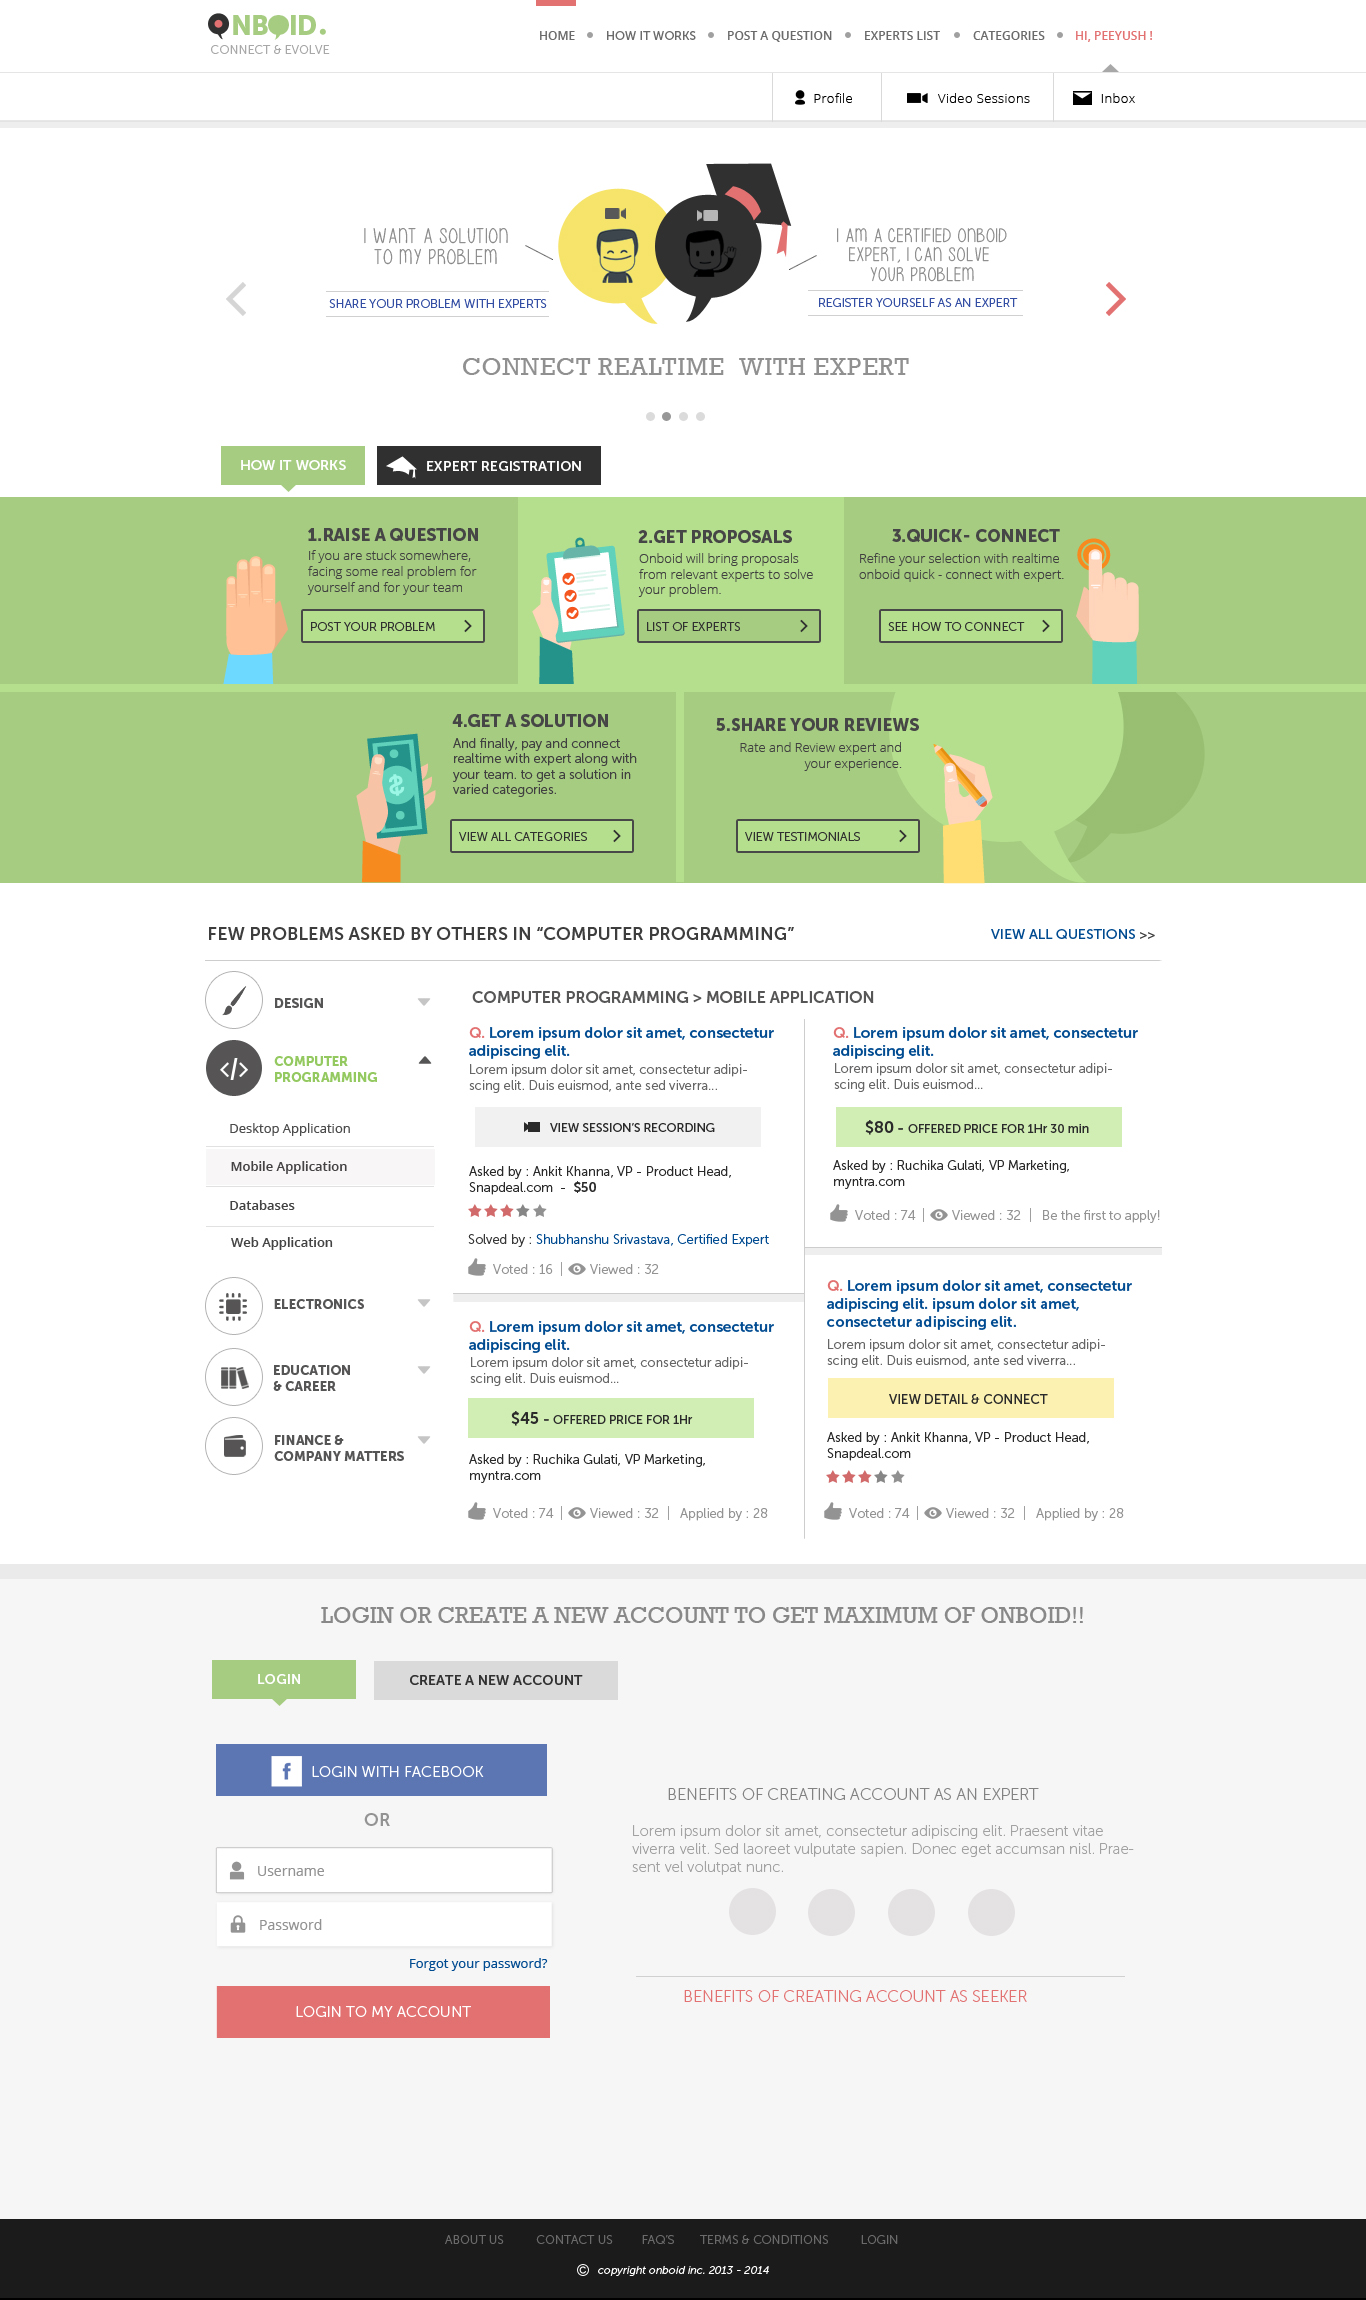 ONBOID.
CONNECT & EVOLVE
HOME • HOW IT WORKS • POST A QUESTION • EXPERTS LIST • CATEGORIES • HI, PEEYUSH !
Profile
Video Sessions
Inbox
I WANT A SOLUTION
TO MY PROBLEM
SHARE YOUR PROBLEM WITH EXPERTS
I AM A CERTIFIED ONBOID
EXPERT, I CAN SOLVE
YOUR PROBLEM
REGISTER YOURSELF AS AN EXPERT
CONNECT REALTIME WITH EXPERT
HOW IT WORKS
EXPERT REGISTRATION
1.RAISE A QUESTION
If you are stuck somewhere,
facing some real problem for
yourself and for your team
POST YOUR PROBLEM
2.GET PROPOSALS
Onboid will bring proposals
from relevant experts to solve
your problem.
LIST OF EXPERTS
3.QUICK- CONNECT
Refine your selection with realtime
onboid quick - connect with expert.
SEE HOW TO CONNECT
4.GET A SOLUTION
And finally, pay and connect
realtime with expert along with
your team. to get a solution in
varied categories.
VIEW ALL CATEGORIES
5.SHARE YOUR REVIEWS
Rate and Review expert and
your experience.
VIEW TESTIMONIALS
FEW PROBLEMS ASKED BY OTHERS IN “COMPUTER PROGRAMMING”
VIEW ALL QUESTIONS >>
DESIGN
COMPUTER
PROGRAMMING
Desktop Application
Mobile Application
Databases
Web Application
ELECTRONICS
EDUCATION
& CAREER
FINANCE &
COMPANY MATTERS
COMPUTER PROGRAMMING > MOBILE APPLICATION
Q. Lorem ipsum dolor sit amet, consectetur
adipiscing elit.
Lorem ipsum dolor sit amet, consectetur adipi-
scing elit. Duis euismod, ante sed viverra...
VIEW SESSION’S RECORDING
Asked by : Ankit Khanna, VP - Product Head,
Snapdeal.com - $50
Solved by : Shubhanshu Srivastava, Certified Expert
Voted : 16 | Viewed : 32
Q. Lorem ipsum dolor sit amet, consectetur
adipiscing elit.
Lorem ipsum dolor sit amet, consectetur adipi-
scing elit. Duis euismod...
$45 - OFFERED PRICE FOR 1Hr
Asked by : Ruchika Gulati, VP Marketing,
myntra.com
Voted : 74 | Viewed : 32 | Applied by : 28
Q. Lorem ipsum dolor sit amet, consectetur
adipiscing elit.
Lorem ipsum dolor sit amet, consectetur adipi-
scing elit. Duis euismod...
$80 - OFFERED PRICE FOR 1Hr 30 min
Asked by : Ruchika Gulati, VP Marketing,
myntra.com
Voted : 74 | Viewed : 32 | Be the first to apply!
Q. Lorem ipsum dolor sit amet, consectetur
adipiscing elit. ipsum dolor sit amet,
consectetur adipiscing elit.
Lorem ipsum dolor sit amet, consectetur adipi-
scing elit. Duis euismod, ante sed viverra...
VIEW DETAIL & CONNECT
Asked by : Ankit Khanna, VP - Product Head,
Snapdeal.com
Voted : 74 | Viewed : 32 | Applied by : 28
LOGIN OR CREATE A NEW ACCOUNT TO GET MAXIMUM OF ONBOID!!
LOGIN
CREATE A NEW ACCOUNT
f LOGIN WITH FACEBOOK
OR
Username
Password
Forgot your password?
LOGIN TO MY ACCOUNT
BENEFITS OF CREATING ACCOUNT AS AN EXPERT
Lorem ipsum dolor sit amet, consectetur adipiscing elit. Praesent vitae
viverra velit. Sed laoreet vulputate sapien. Donec eget accumsan nisl. Prae-
sent vel volutpat nunc.
BENEFITS OF CREATING ACCOUNT AS SEEKER
ABOUT US CONTACT US FAQ’S TERMS & CONDITIONS LOGIN
© copyright onboid inc. 2013 - 2014